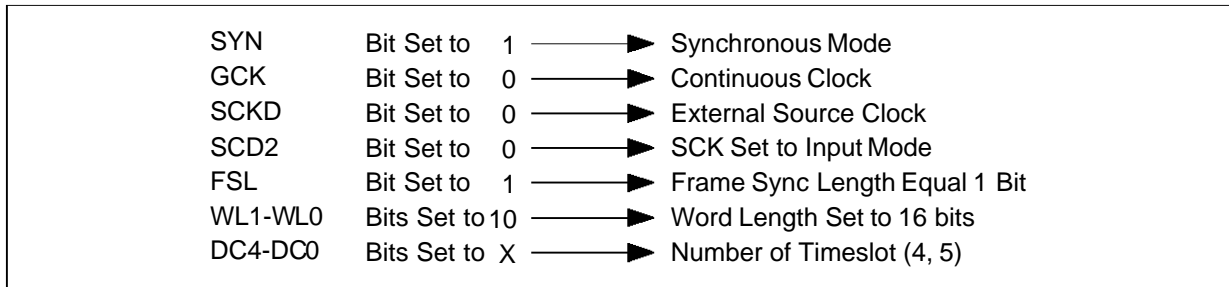 SYN Bit Set to 1 Synchronous Mode
GCK Bit Set to 0 Continuous Clock
SCKD Bit Set to 0 External Source Clock
SCD2 Bit Set to 0 SCK Set to Input Mode
FSL Bit Set to 1 Frame Sync Length Equal 1 Bit
WL1-WL0 Bits Set to 10 Word Length Set to 16 bits
DC4-DC0 Bits Set to X Number of Timeslot (4, 5)